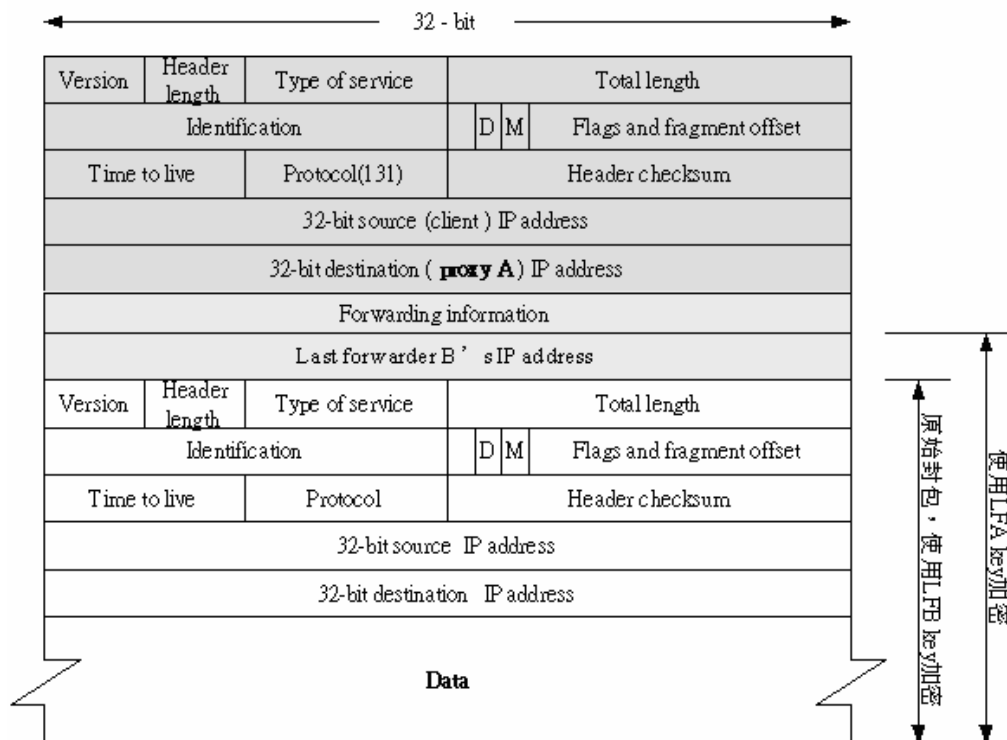 32 - bit
Version Header length Type of service Total length
Identification D M Flags and fragment offset
Time to live Protocol(131) Header checksum
32-bit source (client ) IP address
32-bit destination ( proxy A) IP address
Forwarding information
Last forwarder B’s IP address
Version Header length Type of service Total length
Identification D M Flags and fragment offset
Time to live Protocol Header checksum
32-bit source IP address
32-bit destination IP address
Data
原始封包，使用LFB key加密
使用LFA key加密